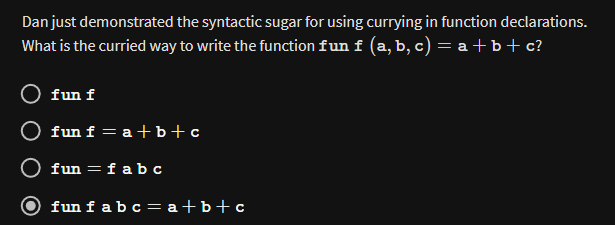 Dan just demonstrated the syntactic sugar for using currying in function declarations.
What is the curried way to write the function fun f (a, b, c) = a + b + c?
fun f
fun f = a + b + c
fun = f a b c
fun f a b c = a + b + c